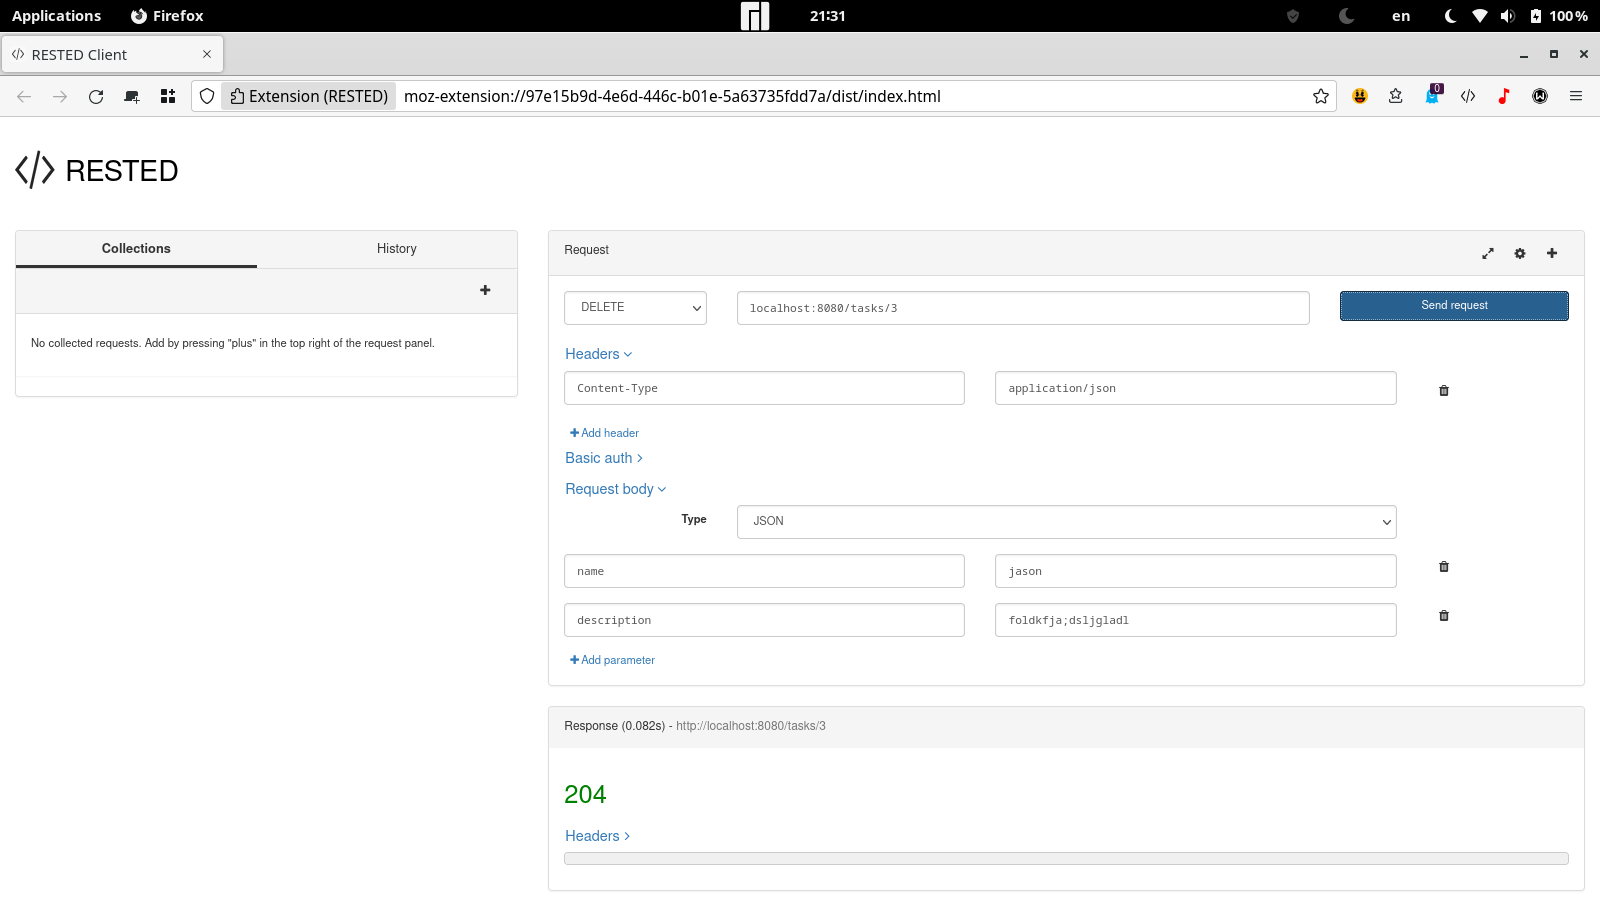 Applications Firefox 21:31 en 100 %
RESTED Client
Extension (RESTED) moz-extension://97e15b9d-4e6d-446c-b01e-5a63735fdd7a/dist/index.html 0
</> RESTED
Collections History
No collected requests. Add by pressing "plus" in the top right of the request panel.
Request
DELETE localhost:8080/tasks/3 Send request
Headers
Content-Type application/json
Add header
Basic auth
Request body
Type JSON
name jason
description foldkfja;dsljgladl
Add parameter
Response (0.082s) - http://localhost:8080/tasks/3
204
Headers